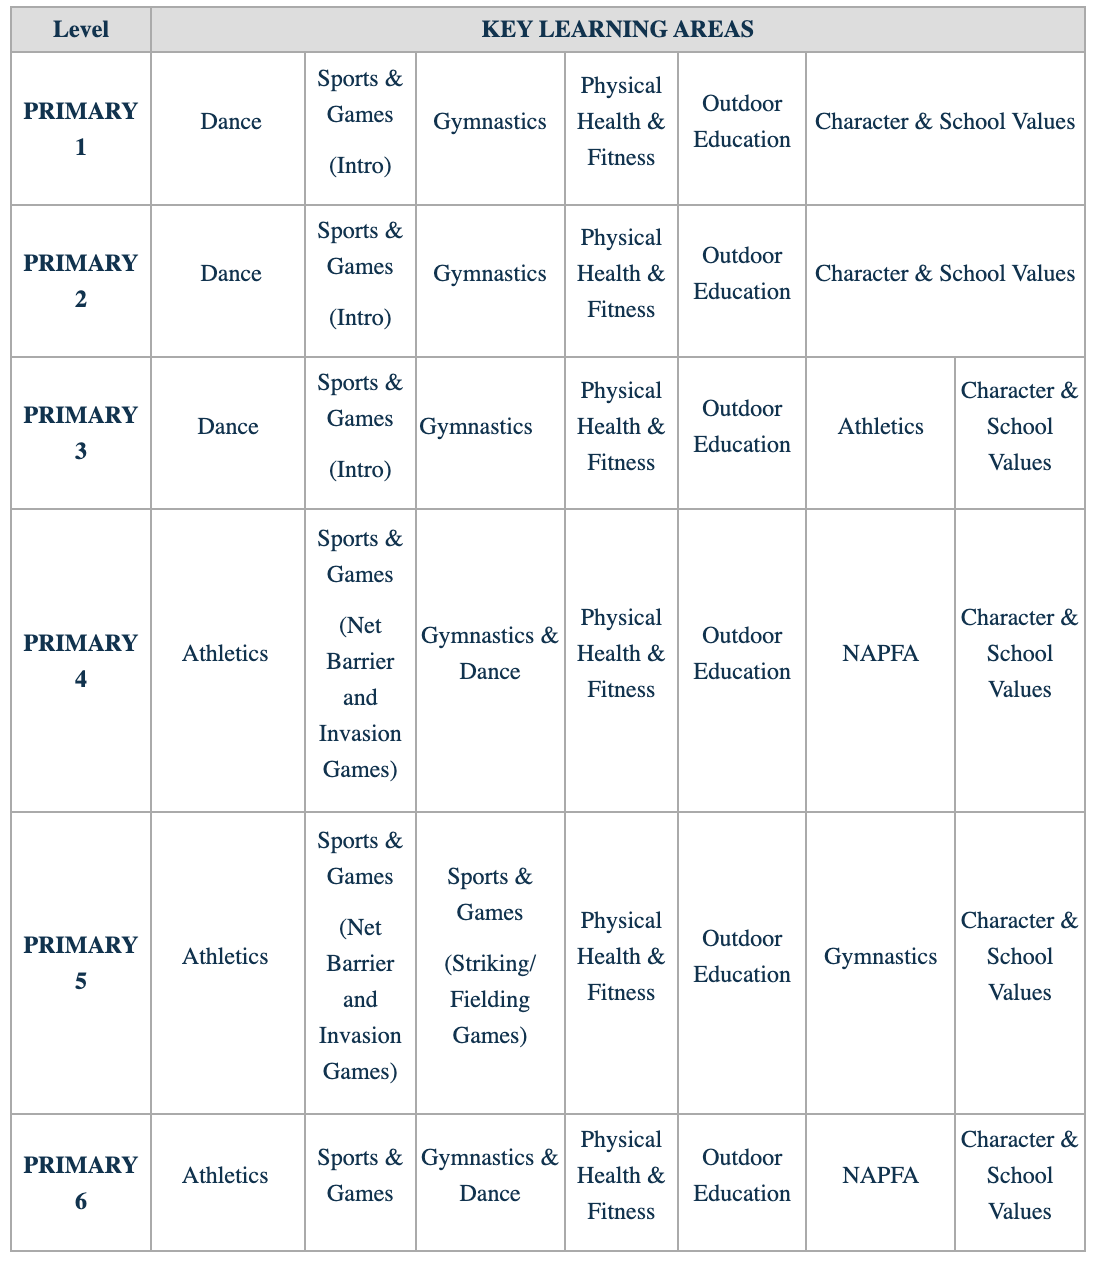 Level
KEY LEARNING AREAS
PRIMARY
1
Dance
Sports &
Games
(Intro)
Gymnastics
Physical
Health &
Fitness
Outdoor
Education
Character & School Values
PRIMARY
2
Dance
Sports &
Games
(Intro)
Gymnastics
Physical
Health &
Fitness
Outdoor
Education
Character & School Values
PRIMARY
3
Dance
Sports &
Games
(Intro)
Gymnastics
Physical
Health &
Fitness
Outdoor
Education
Athletics
Character &
School
Values
PRIMARY
4
Athletics
Sports &
Games
(Net
Barrier
and
Invasion
Games)
Gymnastics &
Dance
Physical
Health &
Fitness
Outdoor
Education
NAPFA
Character &
School
Values
PRIMARY
5
Athletics
Sports &
Games
(Net
Barrier
and
Invasion
Games)
Sports &
Games
(Striking/
Fielding
Games)
Physical
Health &
Fitness
Outdoor
Education
Gymnastics
Character &
School
Values
PRIMARY
6
Athletics
Sports &
Games
Gymnastics &
Dance
Physical
Health &
Fitness
Outdoor
Education
NAPFA
Character &
School
Values